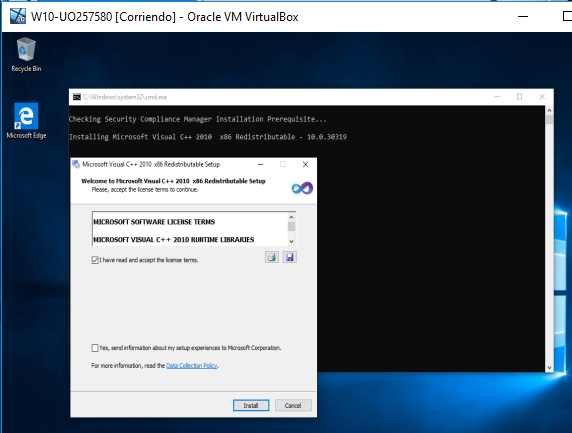 W10-UO257580 [Corriendo] - Oracle VM VirtualBox
Recycle Bin
Microsoft Edge
C:\Windows\system32\cmd.exe
Checking Security Compliance Manager Installation Prerequisite...
Installing Microsoft Visual C++ 2010  x86 Redistributable - 10.0.30319
Microsoft Visual C++ 2010  x86 Redistributable Setup
Welcome to Microsoft Visual C++ 2010  x86 Redistributable Setup
Please, accept the license terms to continue.
MICROSOFT SOFTWARE LICENSE TERMS
MICROSOFT VISUAL C++ 2010 RUNTIME LIBRARIES
I have read and accept the license terms.
Yes, send information about my setup experiences to Microsoft Corporation.
For more information, read the Data Collection Policy.
Install
Cancel